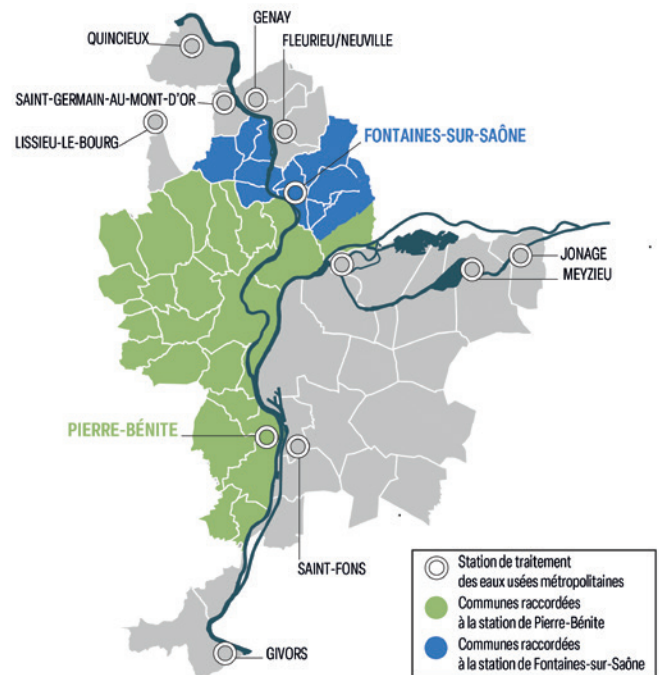 GENAY
QUINCIEUX
FLEURIEU/NEUVILLE
SAINT-GERMAIN-AU-MONT-D'OR
LISSIEU-LE-BOURG
FONTAINES-SUR-SAÔNE
JONAGE
MEYZIEU
PIERRE-BÉNITE
SAINT-FONS
GIVORS
Station de traitement
des eaux usées métropolitaines
Communes raccordées
à la station de Pierre-Bénite
Communes raccordées
à la station de Fontaines-sur-Saône